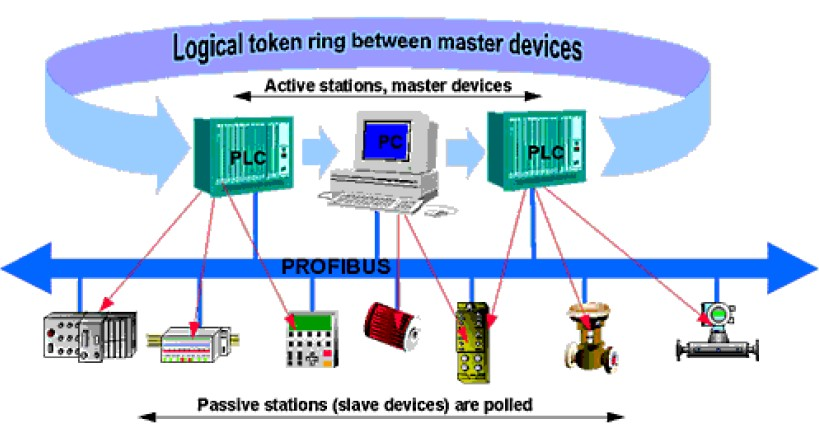 Logical token ring between master devices
Active stations, master devices
PLC
PC
PLC
PROFIBUS
Passive stations (slave devices) are polled